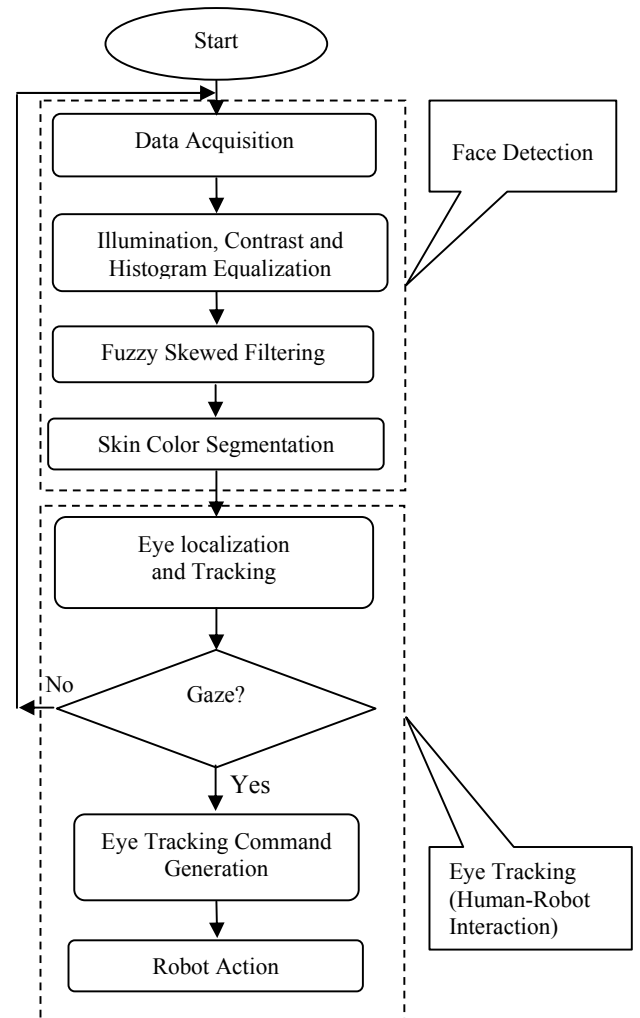 Start
Data Acquisition
Face Detection
Illumination, Contrast and
Histogram Equalization
Fuzzy Skewed Filtering
Skin Color Segmentation
Eye localization
and Tracking
No
Gaze?
Yes
Eye Tracking Command
Generation
Eye Tracking
(Human-Robot
Interaction)
Robot Action